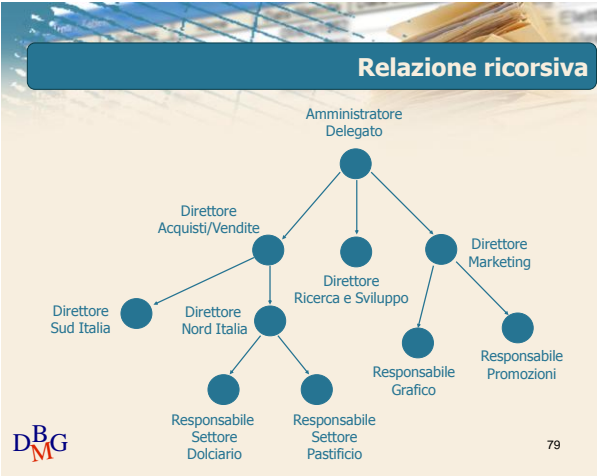 Relazione ricorsiva
Amministratore
Delegato
Direttore
Acquisti/Vendite
Direttore
Ricerca e Sviluppo
Direttore
Marketing
Direttore
Sud Italia
Direttore
Nord Italia
Responsabile
Grafico
Responsabile
Promozioni
Responsabile
Settore
Dolciario
Responsabile
Settore
Pastificio
DBMG
79